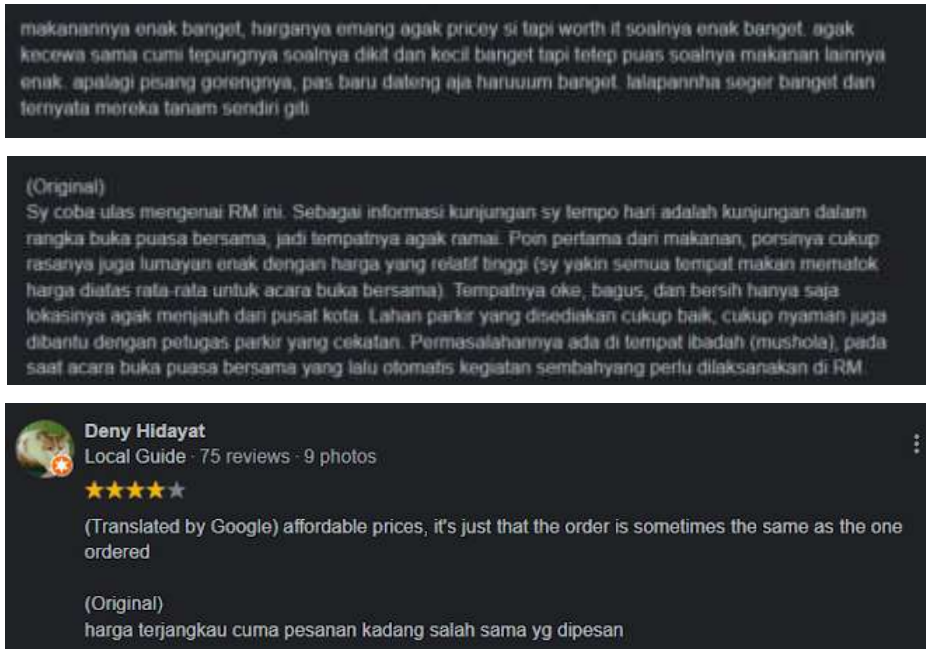 makanannya enak banget, harganya emang agak pricey si tapi worth it soalnya enak banget. agak
kecewa sama cumi tepungnya soalnya dikit dan kecil banget tapi tetep puas soalnya makanan lainnya
enak. apalagi pisang gorengnya, pas baru dateng aja haruuum banget. lalapannha seger banget dan
ternyata mereka tanam sendiri giti
(Original)
Sy coba ulas mengenai RM ini. Sebagai informasi kunjungan sy tempo hari adalah kunjungan dalam
rangka buka puasa bersama, jadi tempatnya agak ramai. Poin pertama dari makanan, porsinya cukup
rasanya juga lumayan enak dengan harga yang relatif tinggi (sy yakin semua tempat makan mematok
harga diatas rata-rata untuk acara buka bersama). Tempatnya oke, bagus, dan bersih hanya saja
lokasinya agak menjauh dari pusat kota. Lahan parkir yang disediakan cukup baik, cukup nyaman juga
dibantu dengan petugas parkir yang cekatan. Permasalahannya ada di tempat ibadah (mushola), pada
saat acara buka puasa bersama yang lalu otomatis kegiatan sembahyang perlu dilaksanakan di RM
Deny Hidayat
Local Guide · 75 reviews · 9 photos
(Translated by Google) affordable prices, it's just that the order is sometimes the same as the one
ordered
(Original)
harga terjangkau cuma pesanan kadang salah sama yg dipesan